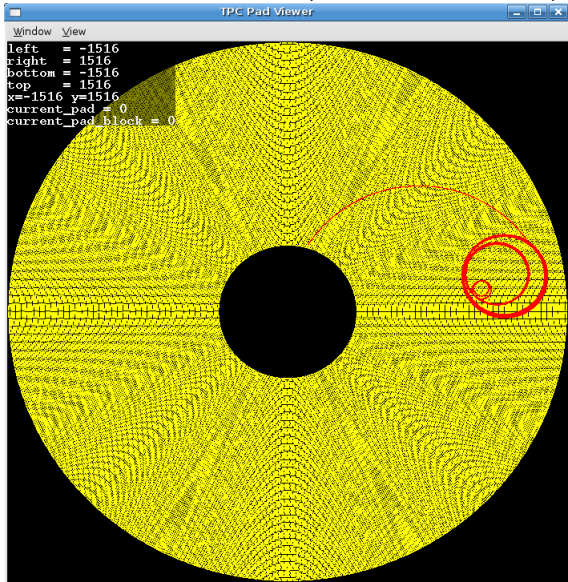 TPC Pad Viewer
Window View
left = -1516
right = 1516
bottom = -1516
top = 1516
x=-1516 y=1516
current_pad = 0
current_pad_block = 0